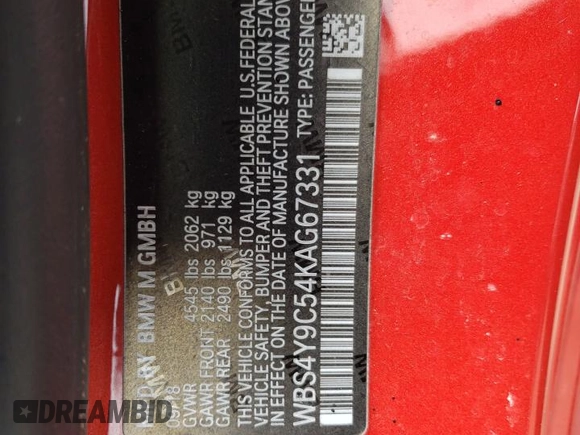 BY BMW M GMBH
GVWR 4545 lbs 2062 kg
GAWR FRONT 2140 lbs 971 kg
GAWR REAR 2490 lbs 1129 kg
THIS VEHICLE CONFORMS TO ALL APPLICABLE U.S. FEDERAL
VEHICLE SAFETY, BUMPER AND THEFT PREVENTION STAN
IN EFFECT ON THE DATE OF MANUFACTURE SHOWN ABOV
WBS4Y9C54KAG67331 TYPE: PASSENGER
DREAMBID